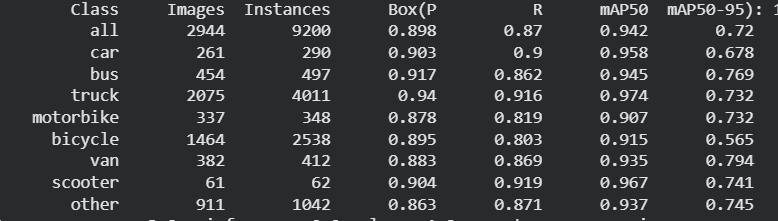 Class Images Instances Box(P R mAP50 mAP50-95):
all 2944 9200 0.898 0.87 0.942 0.72
car 261 290 0.903 0.9 0.958 0.678
bus 454 497 0.917 0.862 0.945 0.769
truck 2075 4011 0.94 0.916 0.974 0.732
motorbike 337 348 0.878 0.819 0.907 0.732
bicycle 1464 2538 0.895 0.803 0.915 0.565
van 382 412 0.883 0.869 0.935 0.794
scooter 61 62 0.904 0.919 0.967 0.741
other 911 1042 0.863 0.871 0.937 0.745